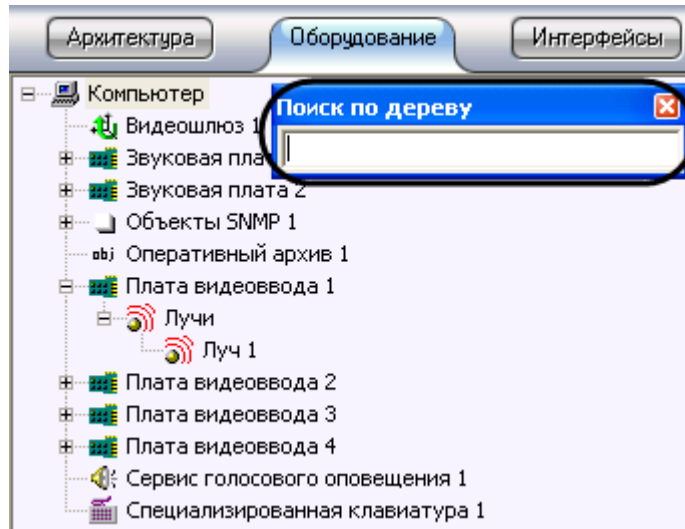 Архитектура Оборудование Интерфейсы
Компьютер
Поиск по дереву
Видеошлюз 1
Звуковая пла
Звуковая плата 2
Объекты SNMP 1
obj Оперативный архив 1
Плата видеоввода 1
Лучи
Луч 1
Плата видеоввода 2
Плата видеоввода 3
Плата видеоввода 4
Сервис голосового оповещения 1
Специализированная клавиатура 1